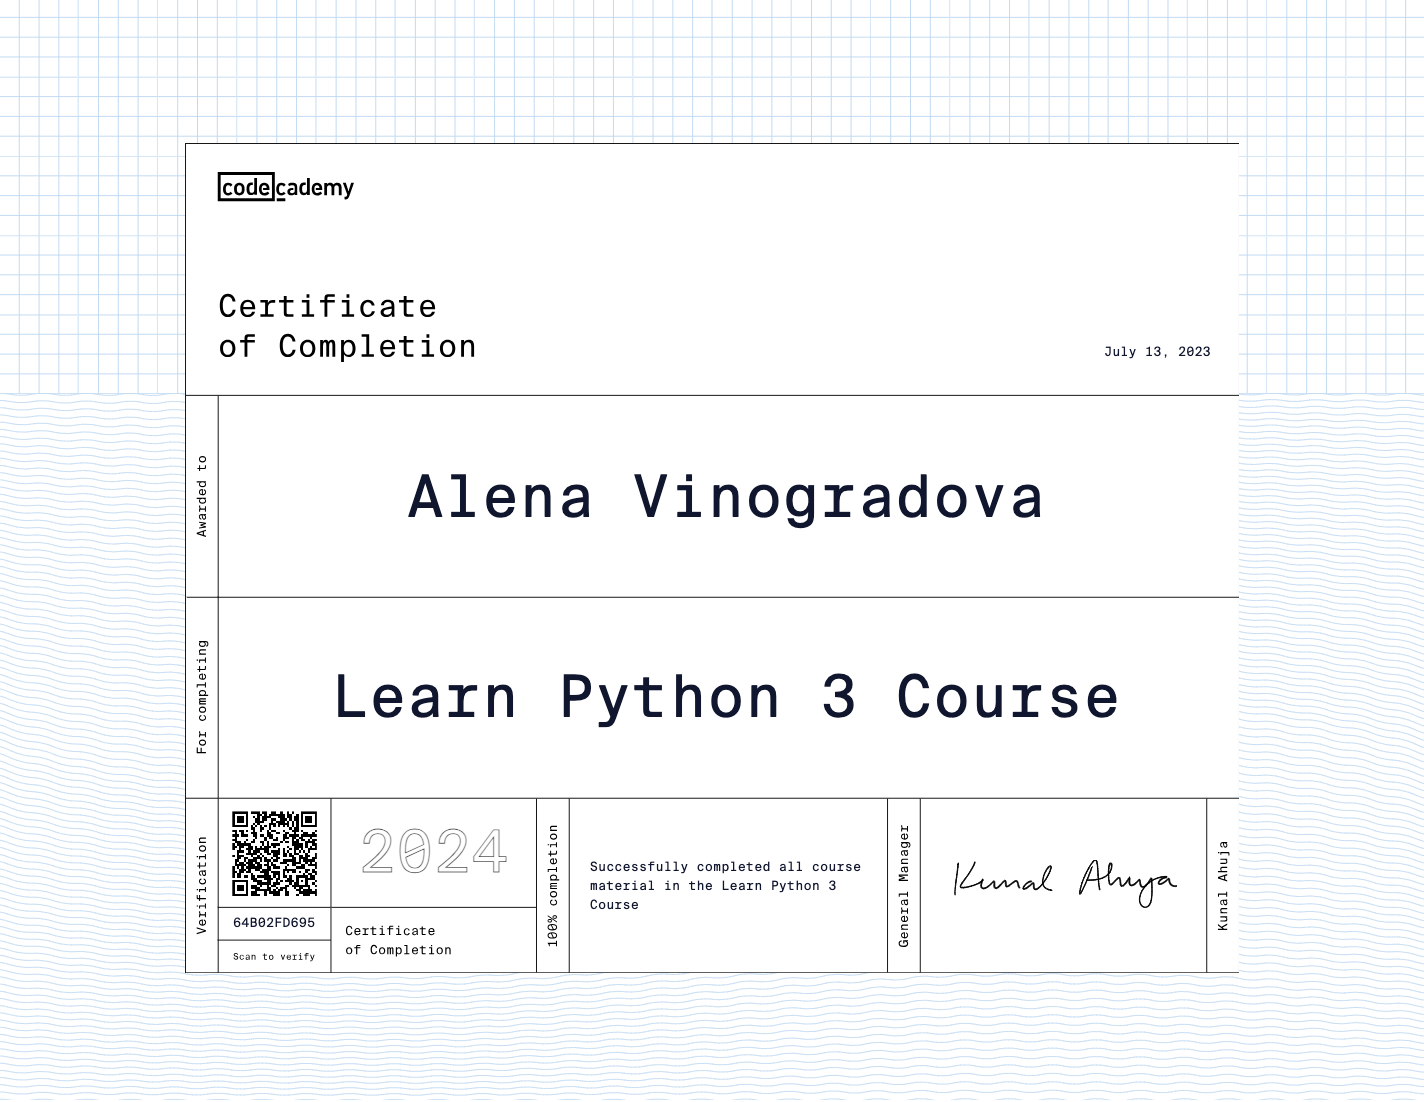 codecademy
Certificate
of Completion
July 13, 2023
Awarded to
Alena Vinogradova
For completing
Learn Python 3 Course
Verification
64B02FD695
Scan to verify
2024
Certificate
of Completion
100% completion
Successfully completed all course
material in the Learn Python 3
Course
General Manager
Kunal Ahuja
Kunal Ahuja